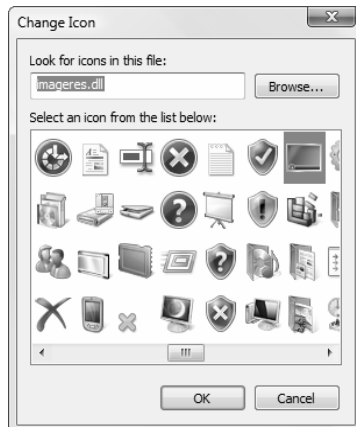 Change Icon
Look for icons in this file:
imageres.dll
Browse...
Select an icon from the list below:
OK
Cancel